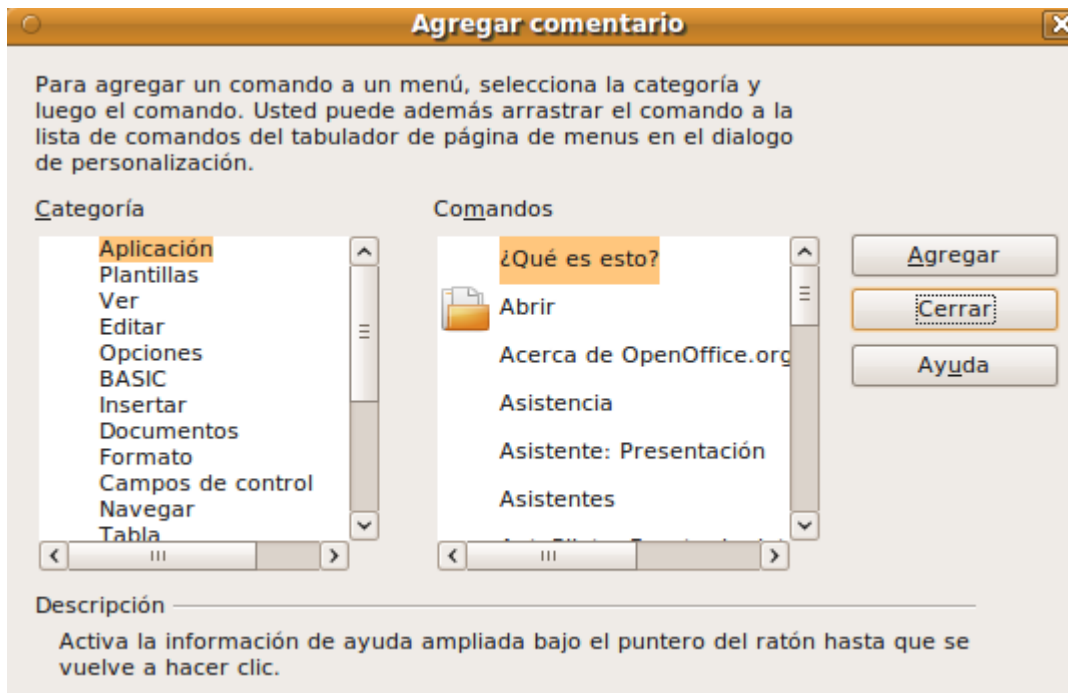 Agregar comentario
Para agregar un comando a un menú, selecciona la categoría y
luego el comando. Usted puede además arrastrar el comando a la
lista de comandos del tabulador de página de menus en el dialogo
de personalización.
Categoría
Aplicación
Plantillas
Ver
Editar
Opciones
BASIC
Insertar
Documentos
Formato
Campos de control
Navegar
Tabla
Comandos
¿Qué es esto?
Abrir
Acerca de OpenOffice.org
Asistencia
Asistente: Presentación
Asistentes
Agregar
Cerrar
Ayuda
Descripción
Activa la información de ayuda ampliada bajo el puntero del ratón hasta que se
vuelve a hacer clic.